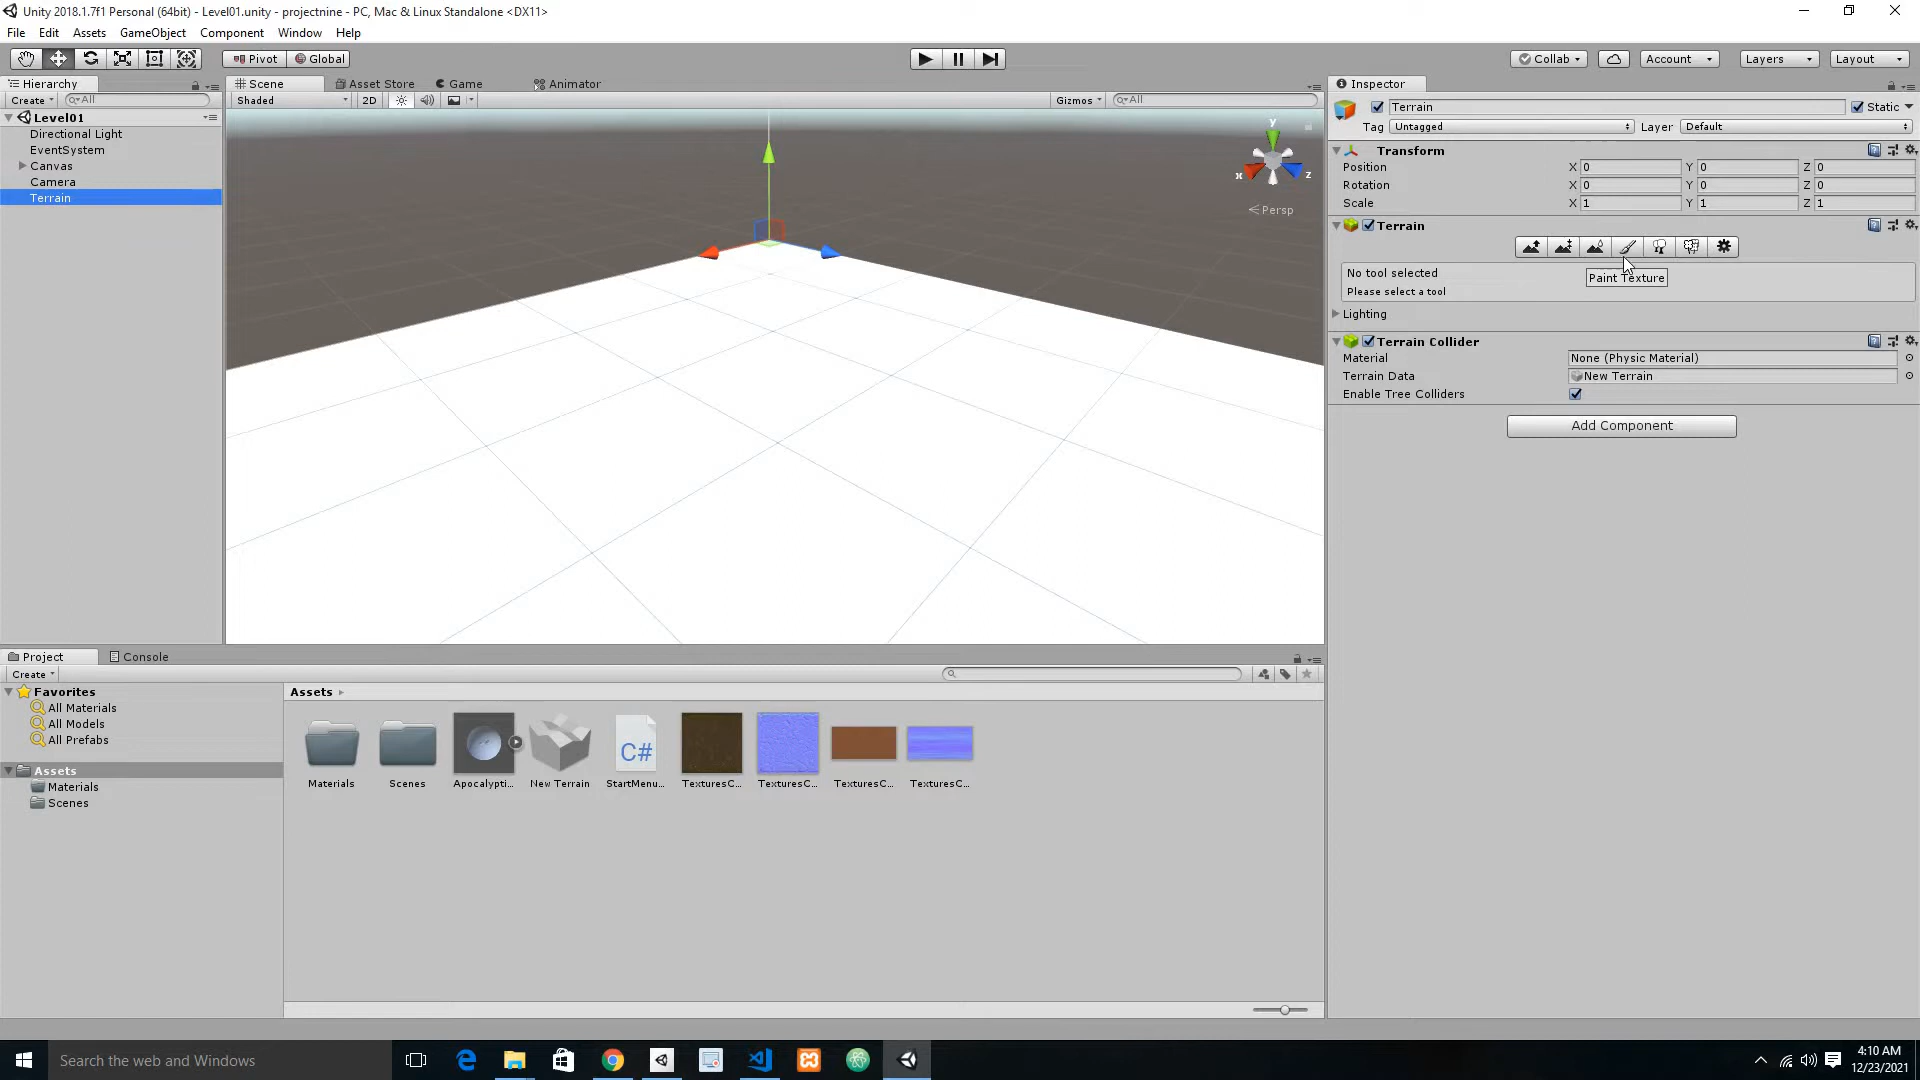 Unity 2018.1.7f1 Personal (64bit) - Level01.unity - projectnine - PC, Mac & Linux Standalone <DX11>
File Edit Assets GameObject Component Window Help
Pivot Global Collab Account Layers Layout
Hierarchy
Create All
Level01
Directional Light
EventSystem
Canvas
Camera
Terrain
Scene Asset Store Game Animator
Shaded 2D Gizmos All
y
x z
Persp
Inspector
Terrain Static
Tag Untagged Layer Default
Transform
Position X 0 Y 0 Z 0
Rotation X 0 Y 0 Z 0
Scale X 1 Y 1 Z 1
Terrain
No tool selected
Please select a tool
Paint Texture
Lighting
Terrain Collider
Material None (Physic Material)
Terrain Data New Terrain
Enable Tree Colliders
Add Component
Project Console
Create
Favorites
All Materials
All Models
All Prefabs
Assets
Materials
Scenes
Assets
C#
Materials Scenes Apocalypti... New Terrain StartMenu... TexturesC... TexturesC... TexturesC... TexturesC...
Search the web and Windows
4:10 AM
12/23/2021